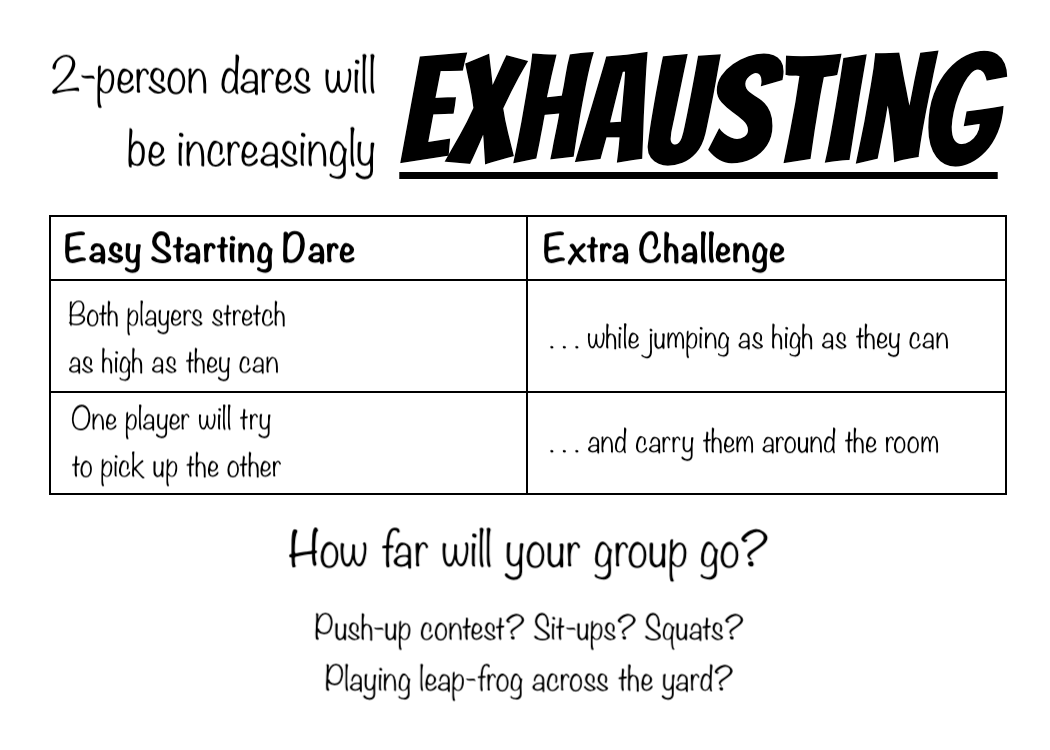 2-person dares will
be increasingly
EXHAUSTING
Easy Starting Dare
Extra Challenge
Both players stretch
as high as they can
. . . while jumping as high as they can
One player will try
to pick up the other
. . . and carry them around the room
How far will your group go?
Push-up contest? Sit-ups? Squats?
Playing leap-frog across the yard?